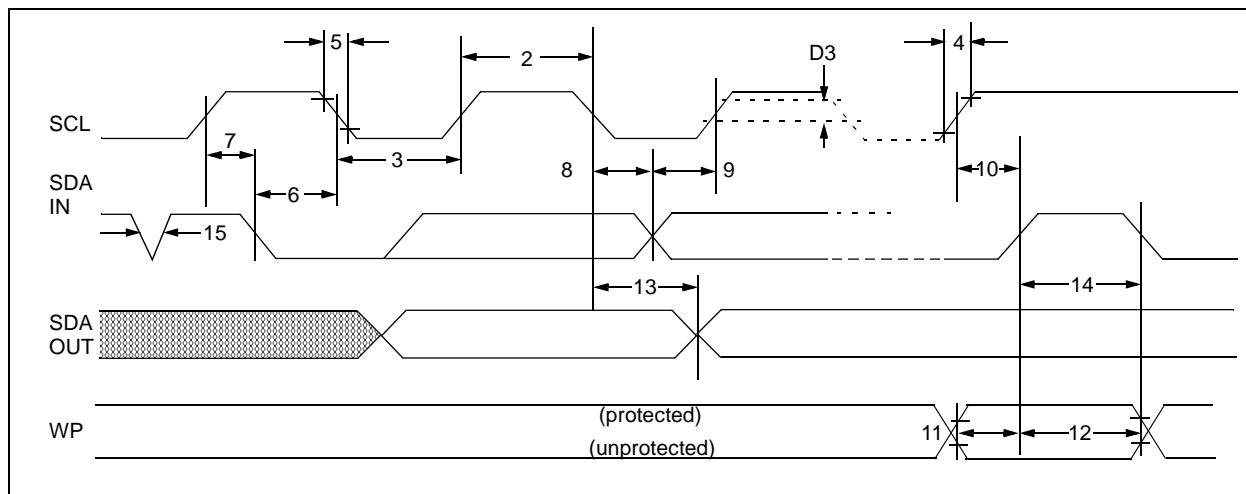 5
2
D3
4
SCL
7
3
8
9
10
SDA
IN
6
15
13
14
SDA
OUT
WP
(protected)
(unprotected)
11
12